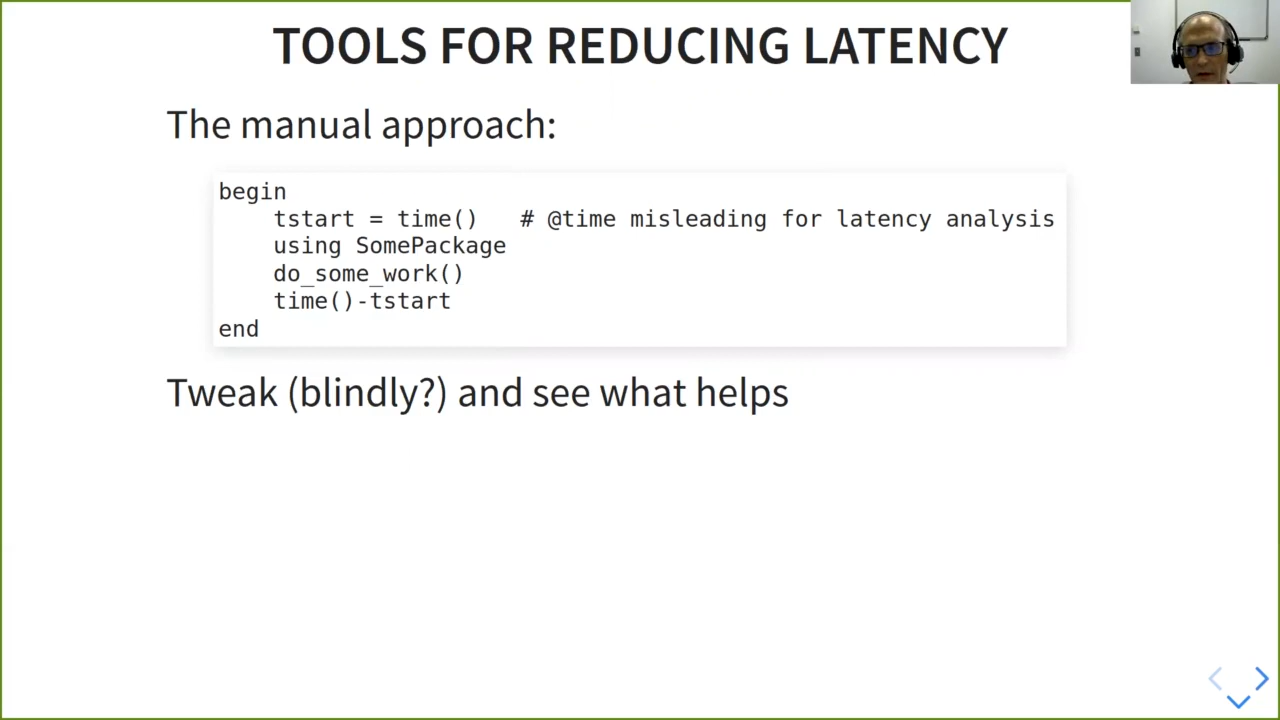 TOOLS FOR REDUCING LATENCY
The manual approach:
begin
    tstart = time()   # @time misleading for latency analysis
    using SomePackage
    do_some_work()
    time()-tstart
end
Tweak (blindly?) and see what helps